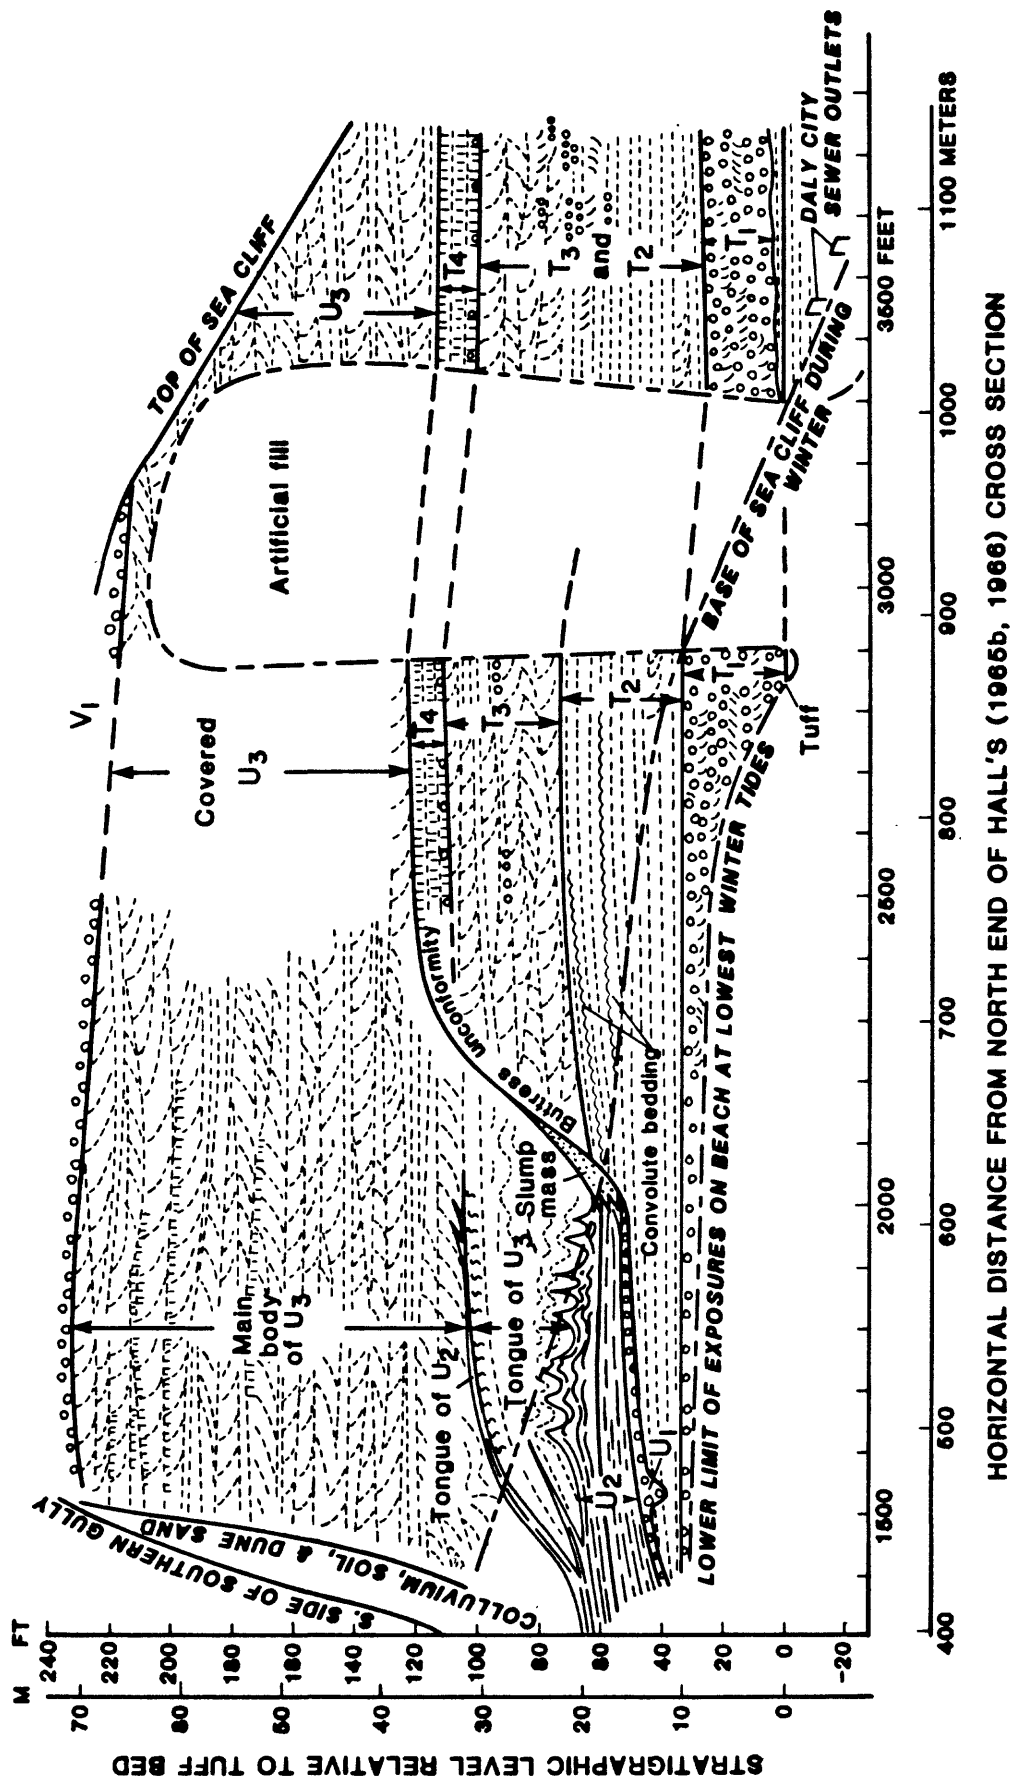 M FT
STRATIGRAPHIC LEVEL RELATIVE TO TUFF BED
70
60
50
40
30
20
10
0
240
220
200
180
160
140
120
100
80
60
40
20
0
-20
S. SIDE OF SOUTHERN GULLY
COLLUVIUM, SOIL, & DUNE SAND
Main
body
of U3
Tongue of U2
Tongue of U3
Slump
mass
U2
U1
Buttress unconformity
Convolute bedding
Covered
U3
V1
T4
T3
T2
T1
Tuff
Artificial fill
TOP OF SEA CLIFF
U3
T4
T3
and
T2
T1
BASE OF SEA CLIFF DURING
WINTER
DALY CITY
SEWER OUTLETS
LOWER LIMIT OF EXPOSURES ON BEACH AT LOWEST WINTER TIDES
1500
2000
2500
3000
3500 FEET
400
500
600
700
800
900
1000
1100 METERS
HORIZONTAL DISTANCE FROM NORTH END OF HALL'S (1965b, 1966) CROSS SECTION